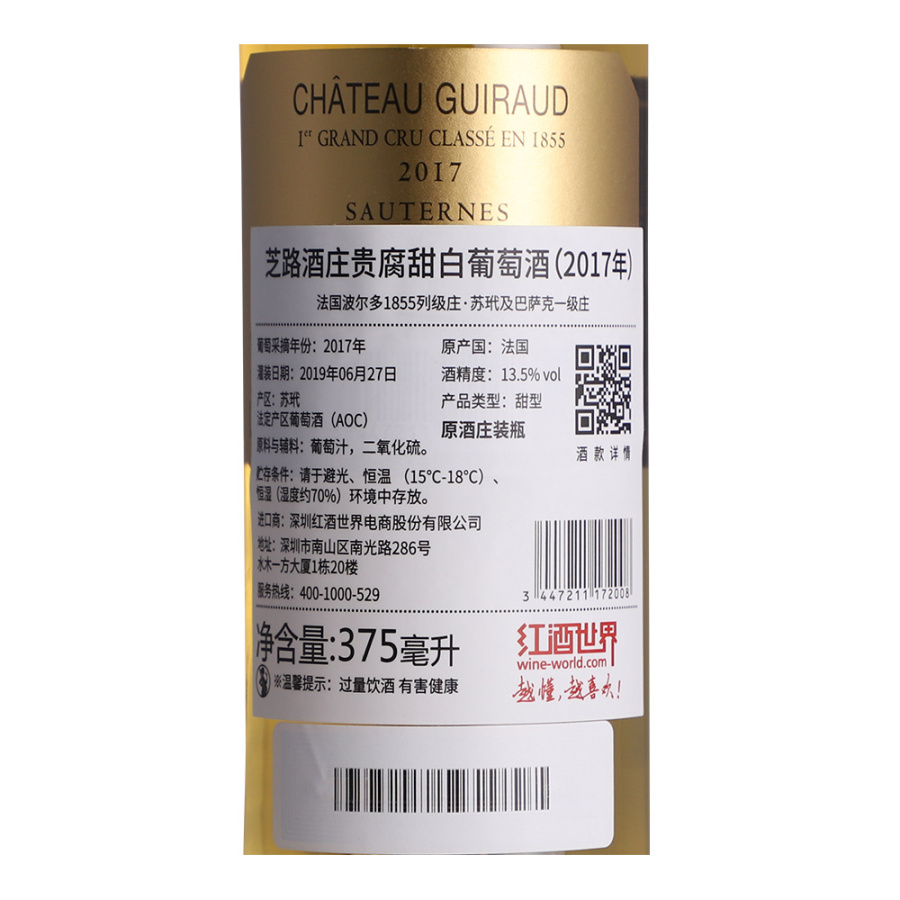 CHÂTEAU GUIRAUD
1er GRAND CRU CLASSÉ EN 1855
2017
SAUTERNES
芝路酒庄贵腐甜白葡萄酒(2017年)
法国波尔多1855列级庄·苏玳及巴萨克一级庄
葡萄采摘年份：2017年
灌装日期：2019年06月27日
产区：苏玳
法定产区葡萄酒（AOC）
原料与辅料：葡萄汁，二氧化硫。
原产国：法国
酒精度：13.5% vol
产品类型：甜型
原酒庄装瓶
酒款详情
贮存条件：请于避光、恒温（15°C-18°C）、
恒湿（湿度约70%）环境中存放。
进口商：深圳红酒世界电商股份有限公司
地址：深圳市南山区南光路286号
水木一方大厦1栋20楼
服务热线：400-1000-529
3 447211 172008
净含量:375毫升
※温馨提示：过量饮酒 有害健康
红酒世界
wine-world.com
越懂,越喜欢!